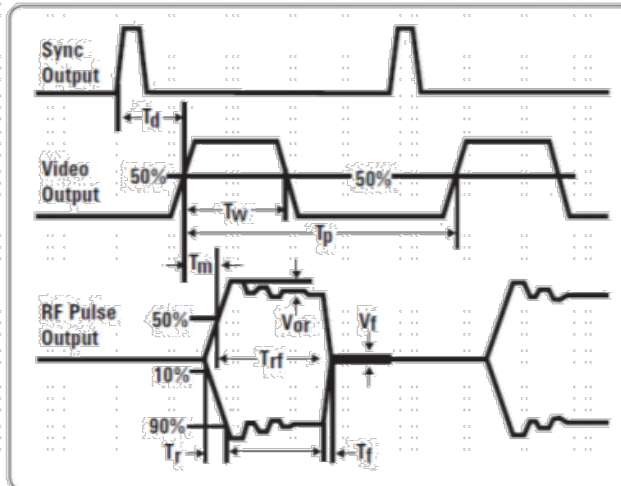 Sync
Output
Td
Video
Output
50%
50%
Tw
Tp
Tm
RF Pulse
Output
50%
Vor
Vf
Trf
10%
90%
Tr
Tf